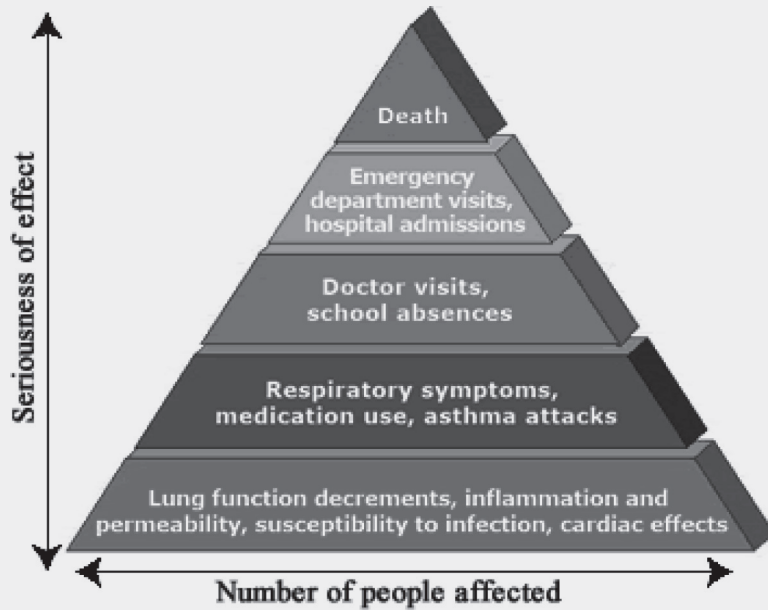 Seriousness of effect
Death
Emergency
department visits,
hospital admissions
Doctor visits,
school absences
Respiratory symptoms,
medication use, asthma attacks
Lung function decrements, inflammation and
permeability, susceptibility to infection, cardiac effects
Number of people affected